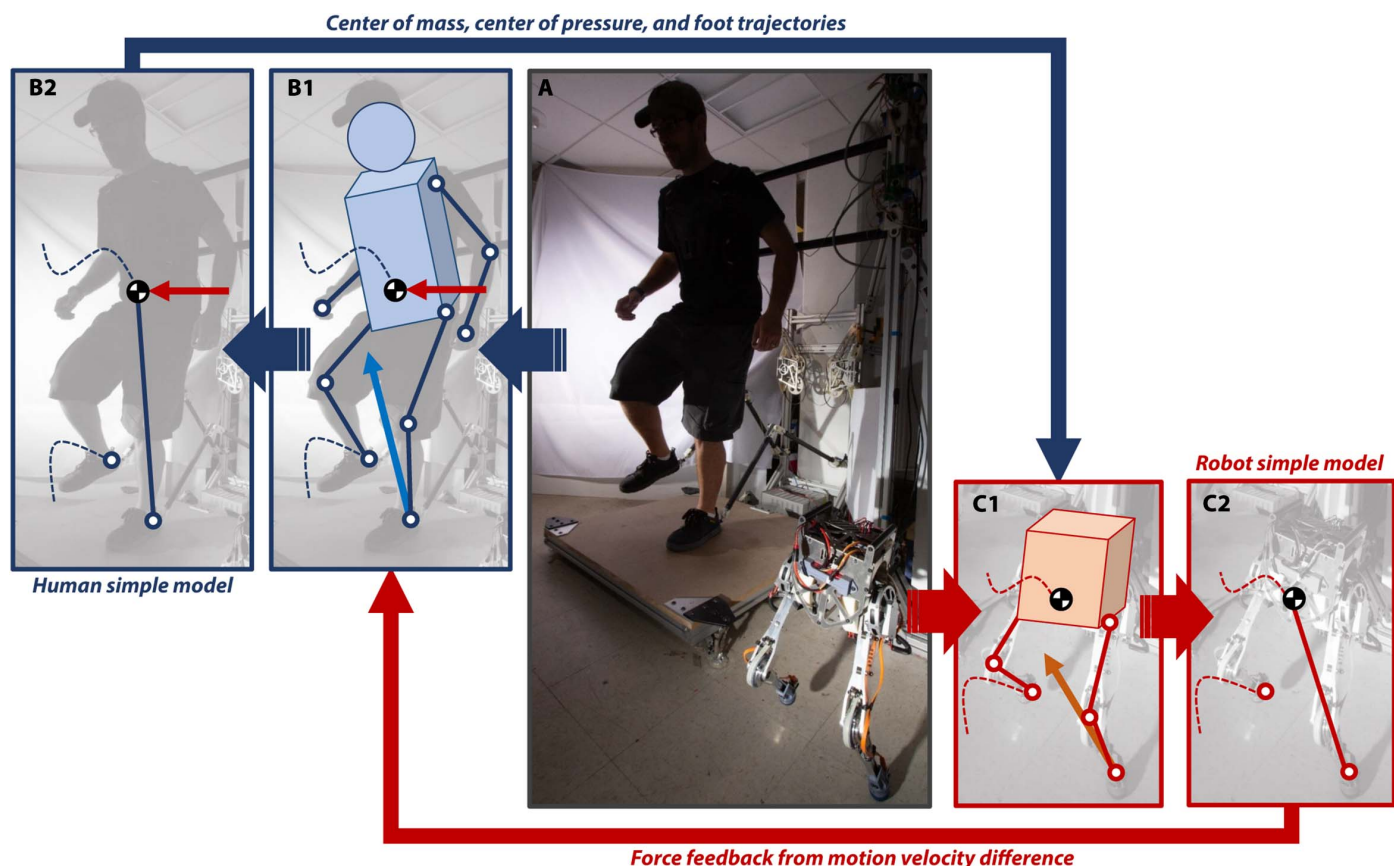 Center of mass, center of pressure, and foot trajectories
B2
B1
A
Human simple model
Robot simple model
C1
C2
Force feedback from motion velocity difference